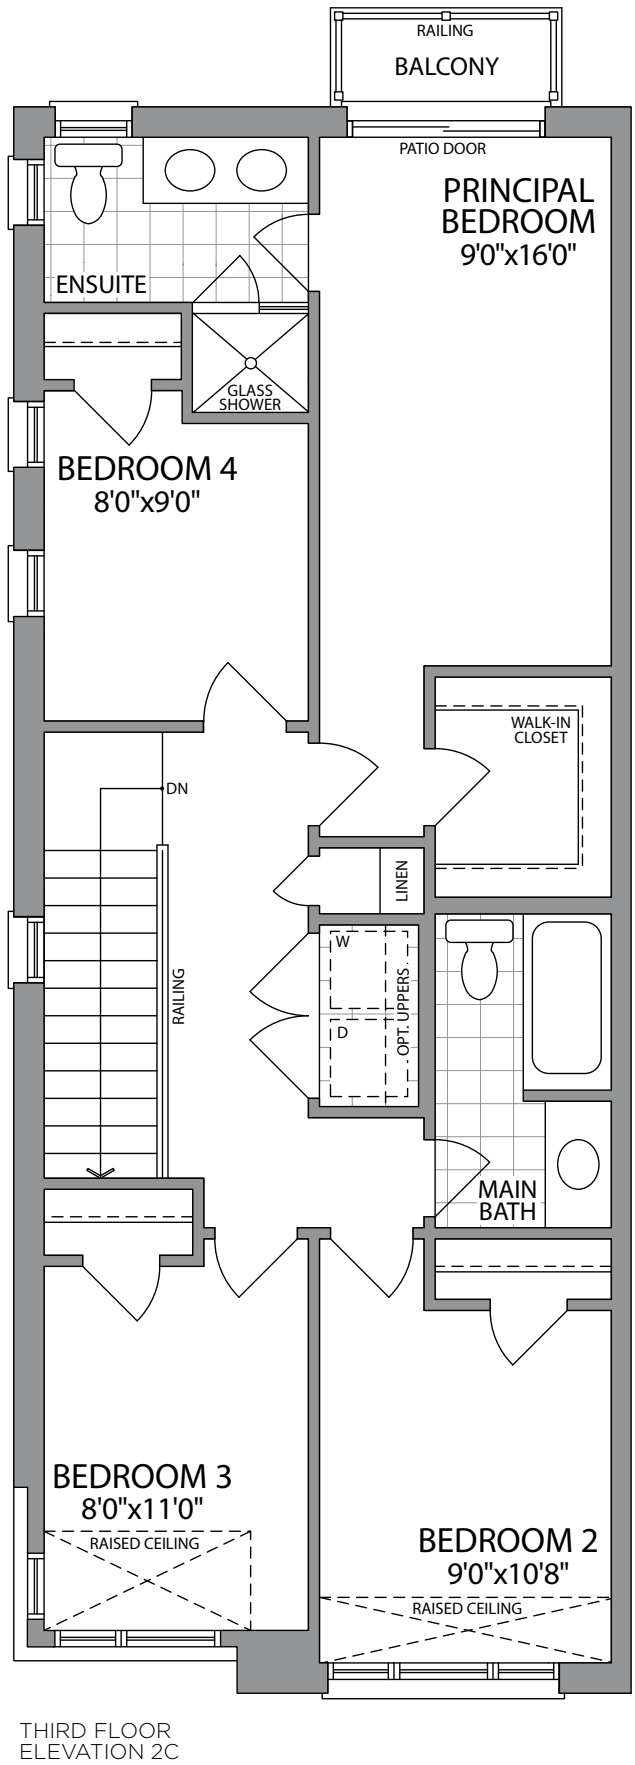 RAILING
BALCONY
PATIO DOOR
PRINCIPAL
BEDROOM
9'0"x16'0"
ENSUITE
GLASS
SHOWER
BEDROOM 4
8'0"x9'0"
WALK-IN
CLOSET
DN
LINEN
RAILING
W
D
OPT. UPPERS
MAIN
BATH
BEDROOM 3
8'0"x11'0"
RAISED CEILING
BEDROOM 2
9'0"x10'8"
RAISED CEILING
THIRD FLOOR
ELEVATION 2C